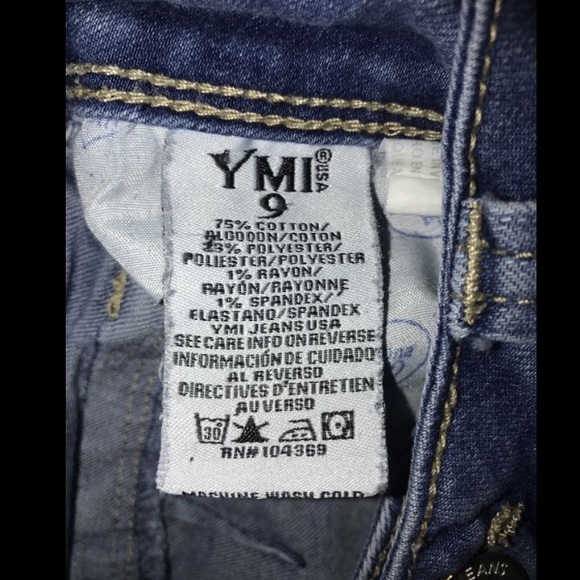 YMI® USA
9
75% COTTON/
ALGODON/COTON
23% POLYESTER/
POLIESTER/POLYESTER
1% RAYON/
RAYÓN/RAYONNE
1% SPANDEX/
ELASTANO/SPANDEX
YMI JEANS USA
SEE CARE INFO ON REVERSE
INFORMACIÓN DE CUIDADO
AL REVERSO
DIRECTIVES D'ENTRETIEN
AU VERSO
30
RN# 104369
MACHINE WASH COLD
EANS